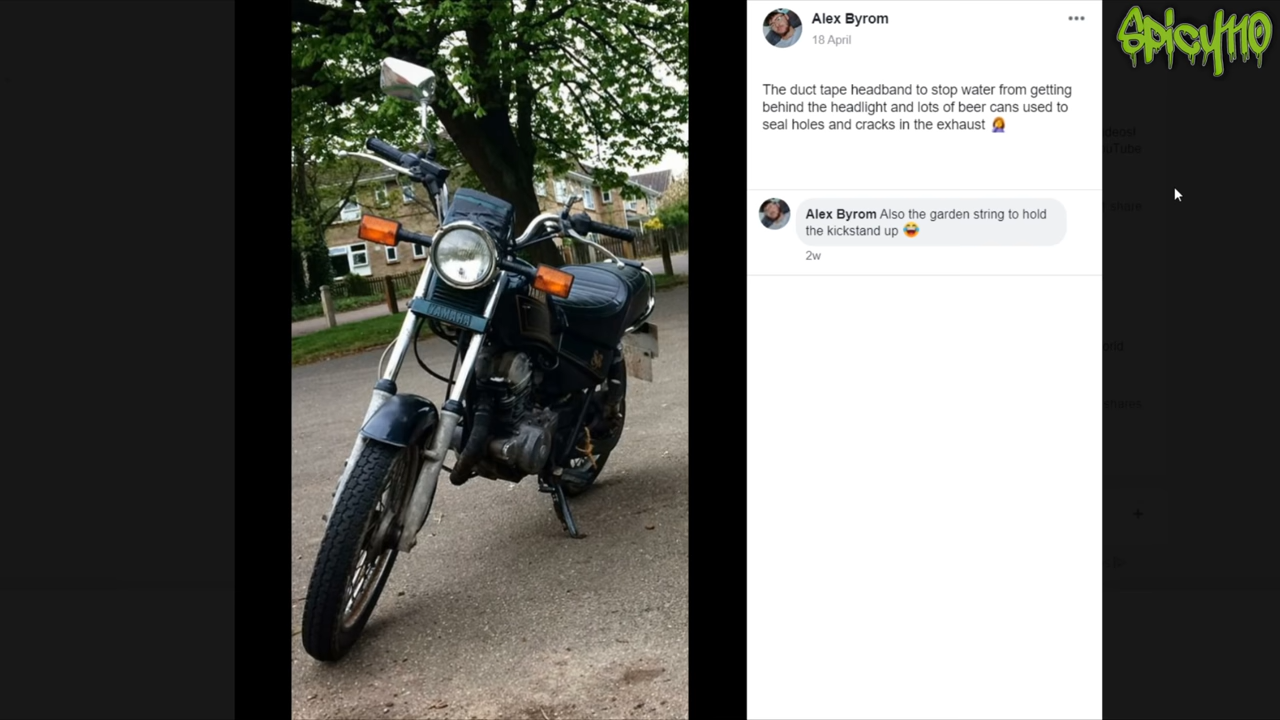 Spicy110
Alex Byrom
18 April
The duct tape headband to stop water from getting
behind the headlight and lots of beer cans used to
seal holes and cracks in the exhaust 🤦‍♀️
Alex Byrom Also the garden string to hold
the kickstand up 😂
2w
YAMAHA
share